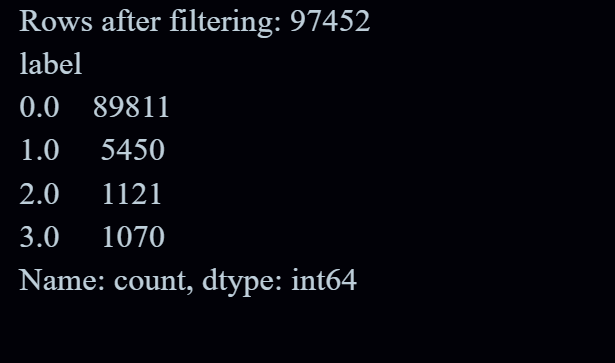 Rows after filtering: 97452
label
0.0    89811
1.0     5450
2.0     1121
3.0     1070
Name: count, dtype: int64